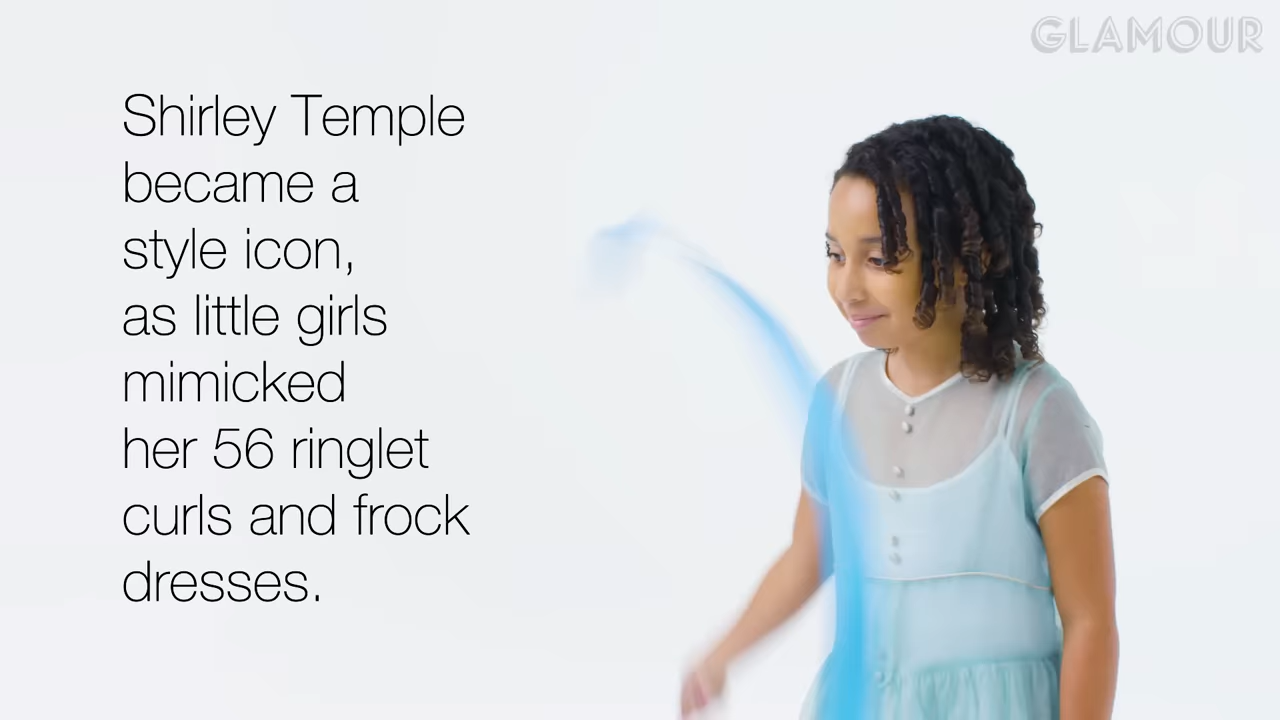 GLAMOUR
Shirley Temple
became a
style icon,
as little girls
mimicked
her 56 ringlet
curls and frock
dresses.